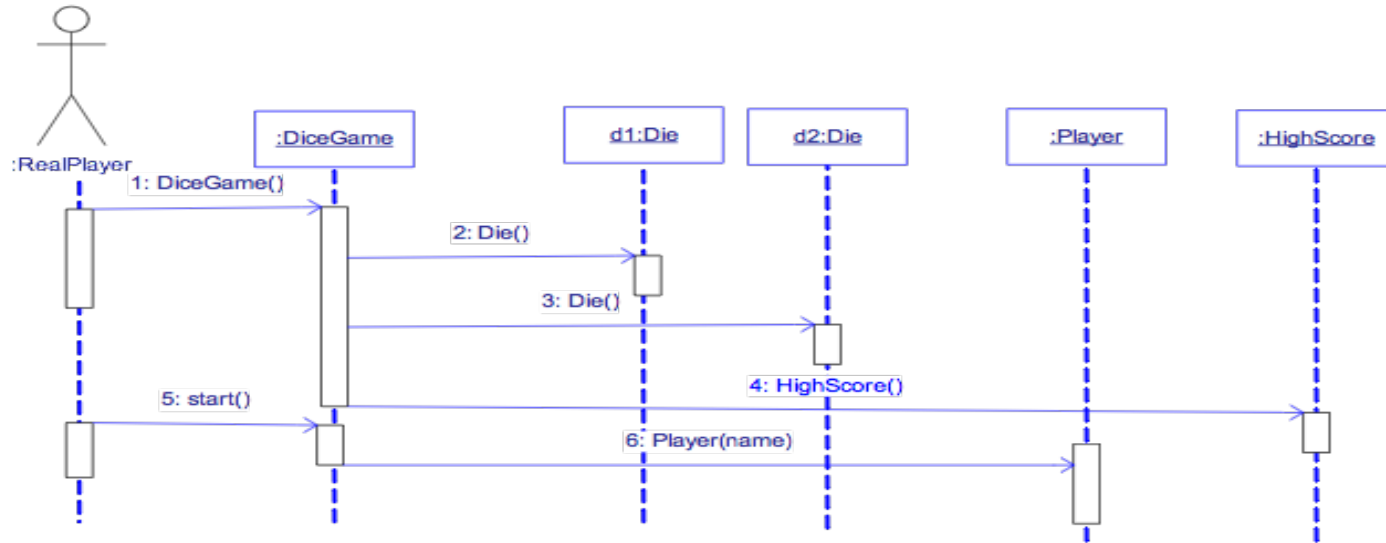 :DiceGame
d1:Die
d2:Die
:Player
:HighScore
:RealPlayer
1: DiceGame()
2: Die()
3: Die()
4: HighScore()
5: start()
6: Player(name)